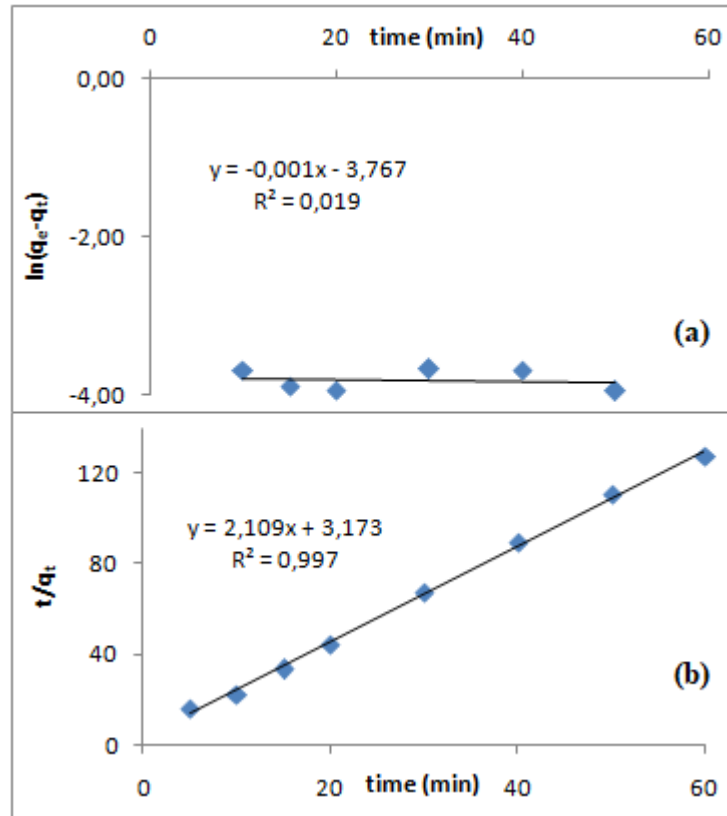 0 20 time (min) 40 60
0,00
y = -0,001x - 3,767
R² = 0,019
-2,00
ln(qₑ-qₜ)
(a)
-4,00
120
y = 2,109x + 3,173
R² = 0,997
80
t/qₜ
40
(b)
0
0 20 time (min) 40 60